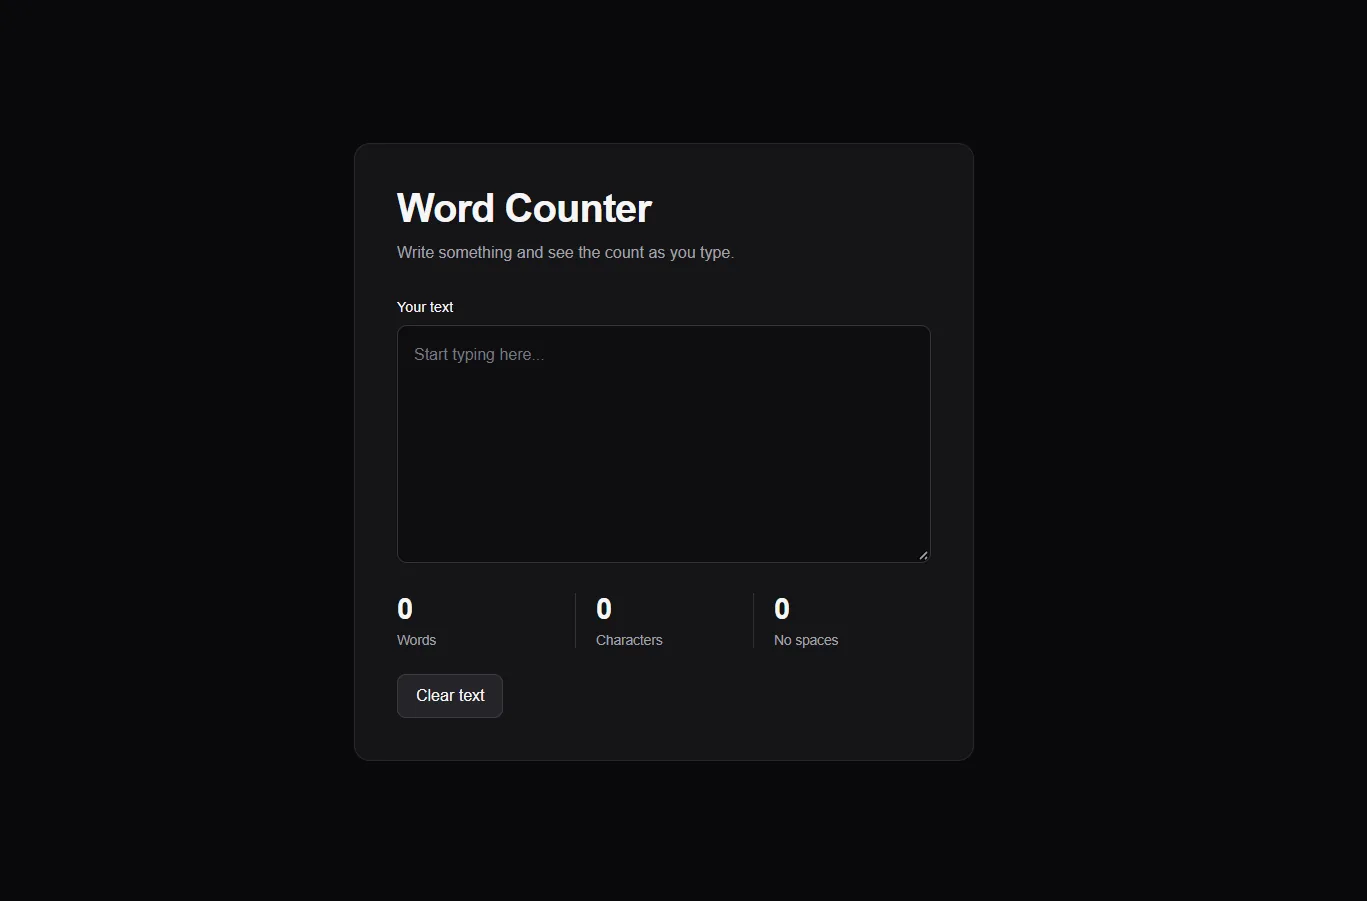 Word Counter
Write something and see the count as you type.
Your text
Start typing here...
0 0 0
Words Characters No spaces
Clear text